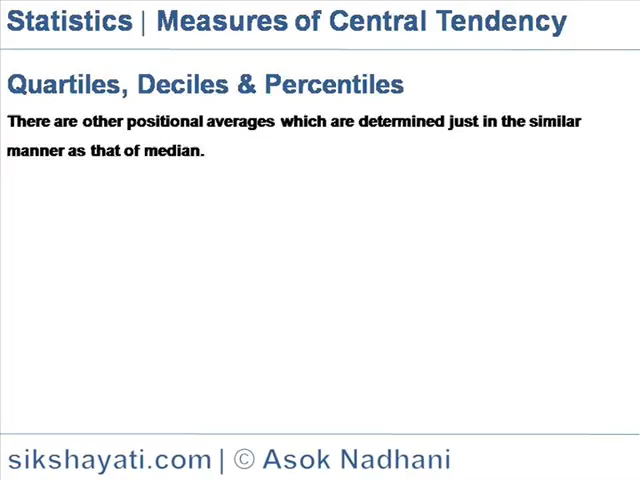 Statistics | Measures of Central Tendency
Quartiles, Deciles & Percentiles
There are other positional averages which are determined just in the similar
manner as that of median.
sikshayati.com | © Asok Nadhani